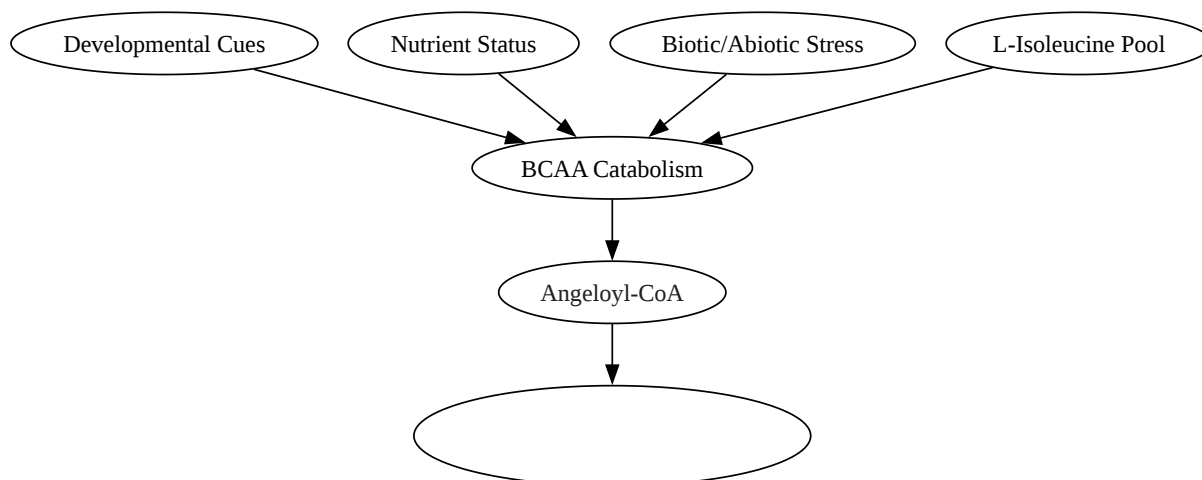 Developmental Cues
Nutrient Status
Biotic/Abiotic Stress
L-Isoleucine Pool
BCAA Catabolism
Angeloyl-CoA